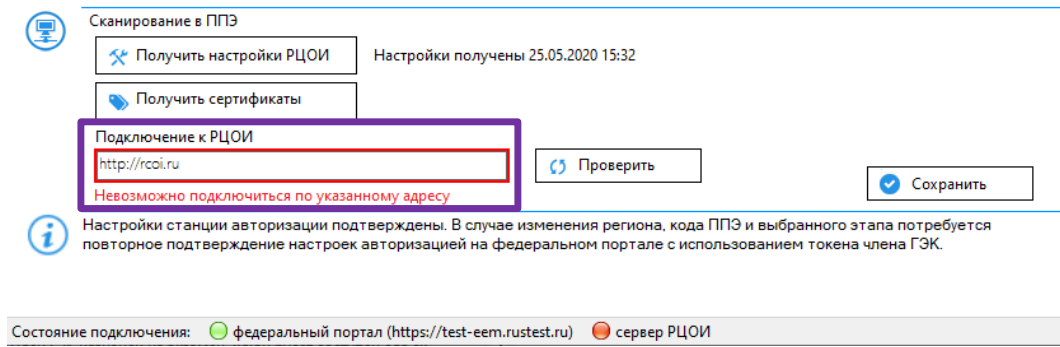 Сканирование в ППЭ
Получить настройки РЦОИ Настройки получены 25.05.2020 15:32
Получить сертификаты
Подключение к РЦОИ
http://rcoi.ru Проверить
Сохранить
Невозможно подключиться по указанному адресу
Настройки станции авторизации подтверждены. В случае изменения региона, кода ППЭ и выбранного этапа потребуется
повторное подтверждение настроек авторизацией на федеральном портале с использованием токена члена ГЭК.
Состояние подключения: федеральный портал (https://test-eem.rustest.ru) сервер РЦОИ